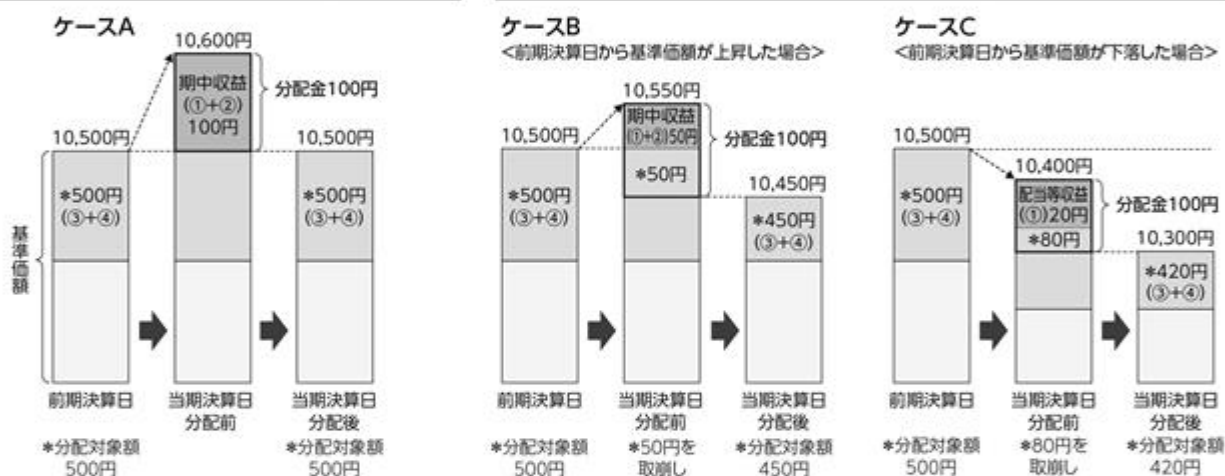 ケースA
10,600円
期中収益
(①+②)
100円
分配金100円
10,500円
10,500円
*500円
(③+④)
*500円
(③+④)
基準価額
前期決算日
当期決算日
分配前
当期決算日
分配後
*分配対象額
500円
*分配対象額
500円
ケースB
<前期決算日から基準価額が上昇した場合>
10,550円
期中収益
(①+②)50円
分配金100円
10,500円
*500円
(③+④)
*50円
10,450円
*450円
(③+④)
前期決算日
当期決算日
分配前
当期決算日
分配後
*分配対象額
500円
*50円を
取崩し
*分配対象額
450円
ケースC
<前期決算日から基準価額が下落した場合>
10,500円
*500円
(③+④)
10,400円
配当等収益
(①)20円
分配金100円
*80円
10,300円
*420円
(③+④)
前期決算日
当期決算日
分配前
当期決算日
分配後
*分配対象額
500円
*80円を
取崩し
*分配対象額
420円